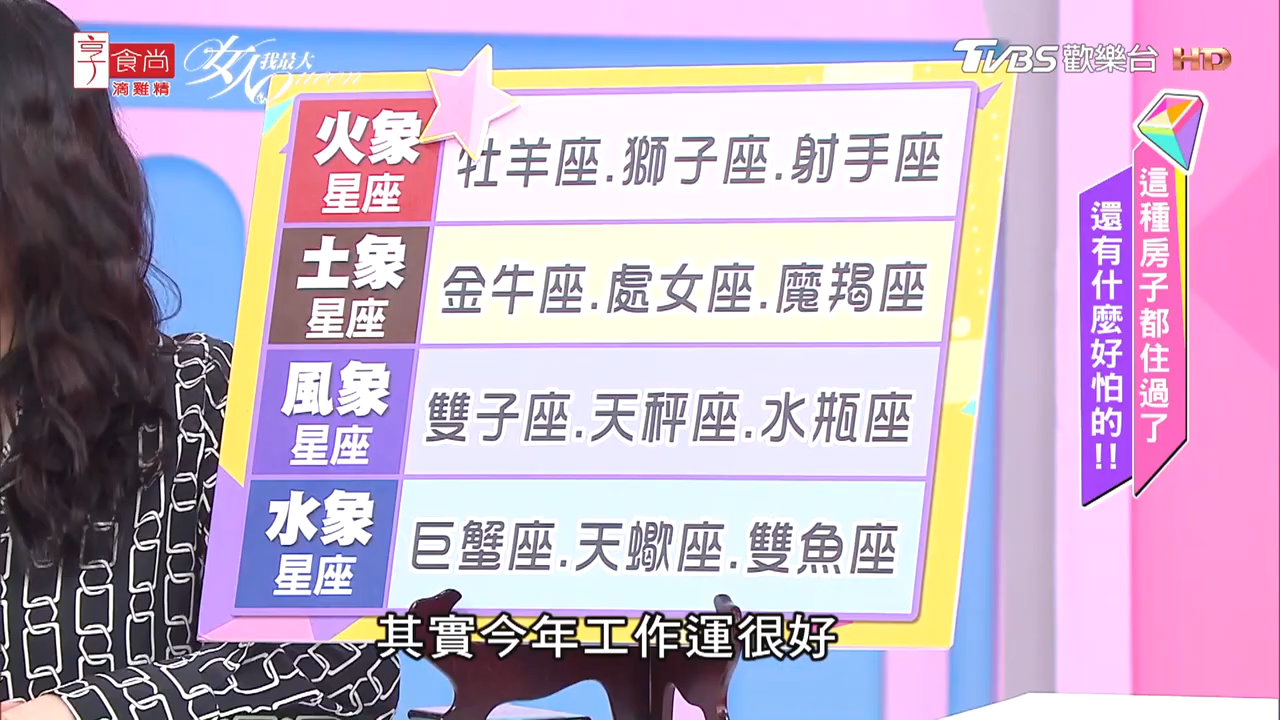 享食尚
滴雞精
女人我最大
Queen
TVBS歡樂台 HD
火象
星座
牡羊座.獅子座.射手座
土象
星座
金牛座.處女座.魔羯座
風象
星座
雙子座.天秤座.水瓶座
水象
星座
巨蟹座.天蠍座.雙魚座
這種房子都住過了
還有什麼好怕的!!
其實今年工作運很好